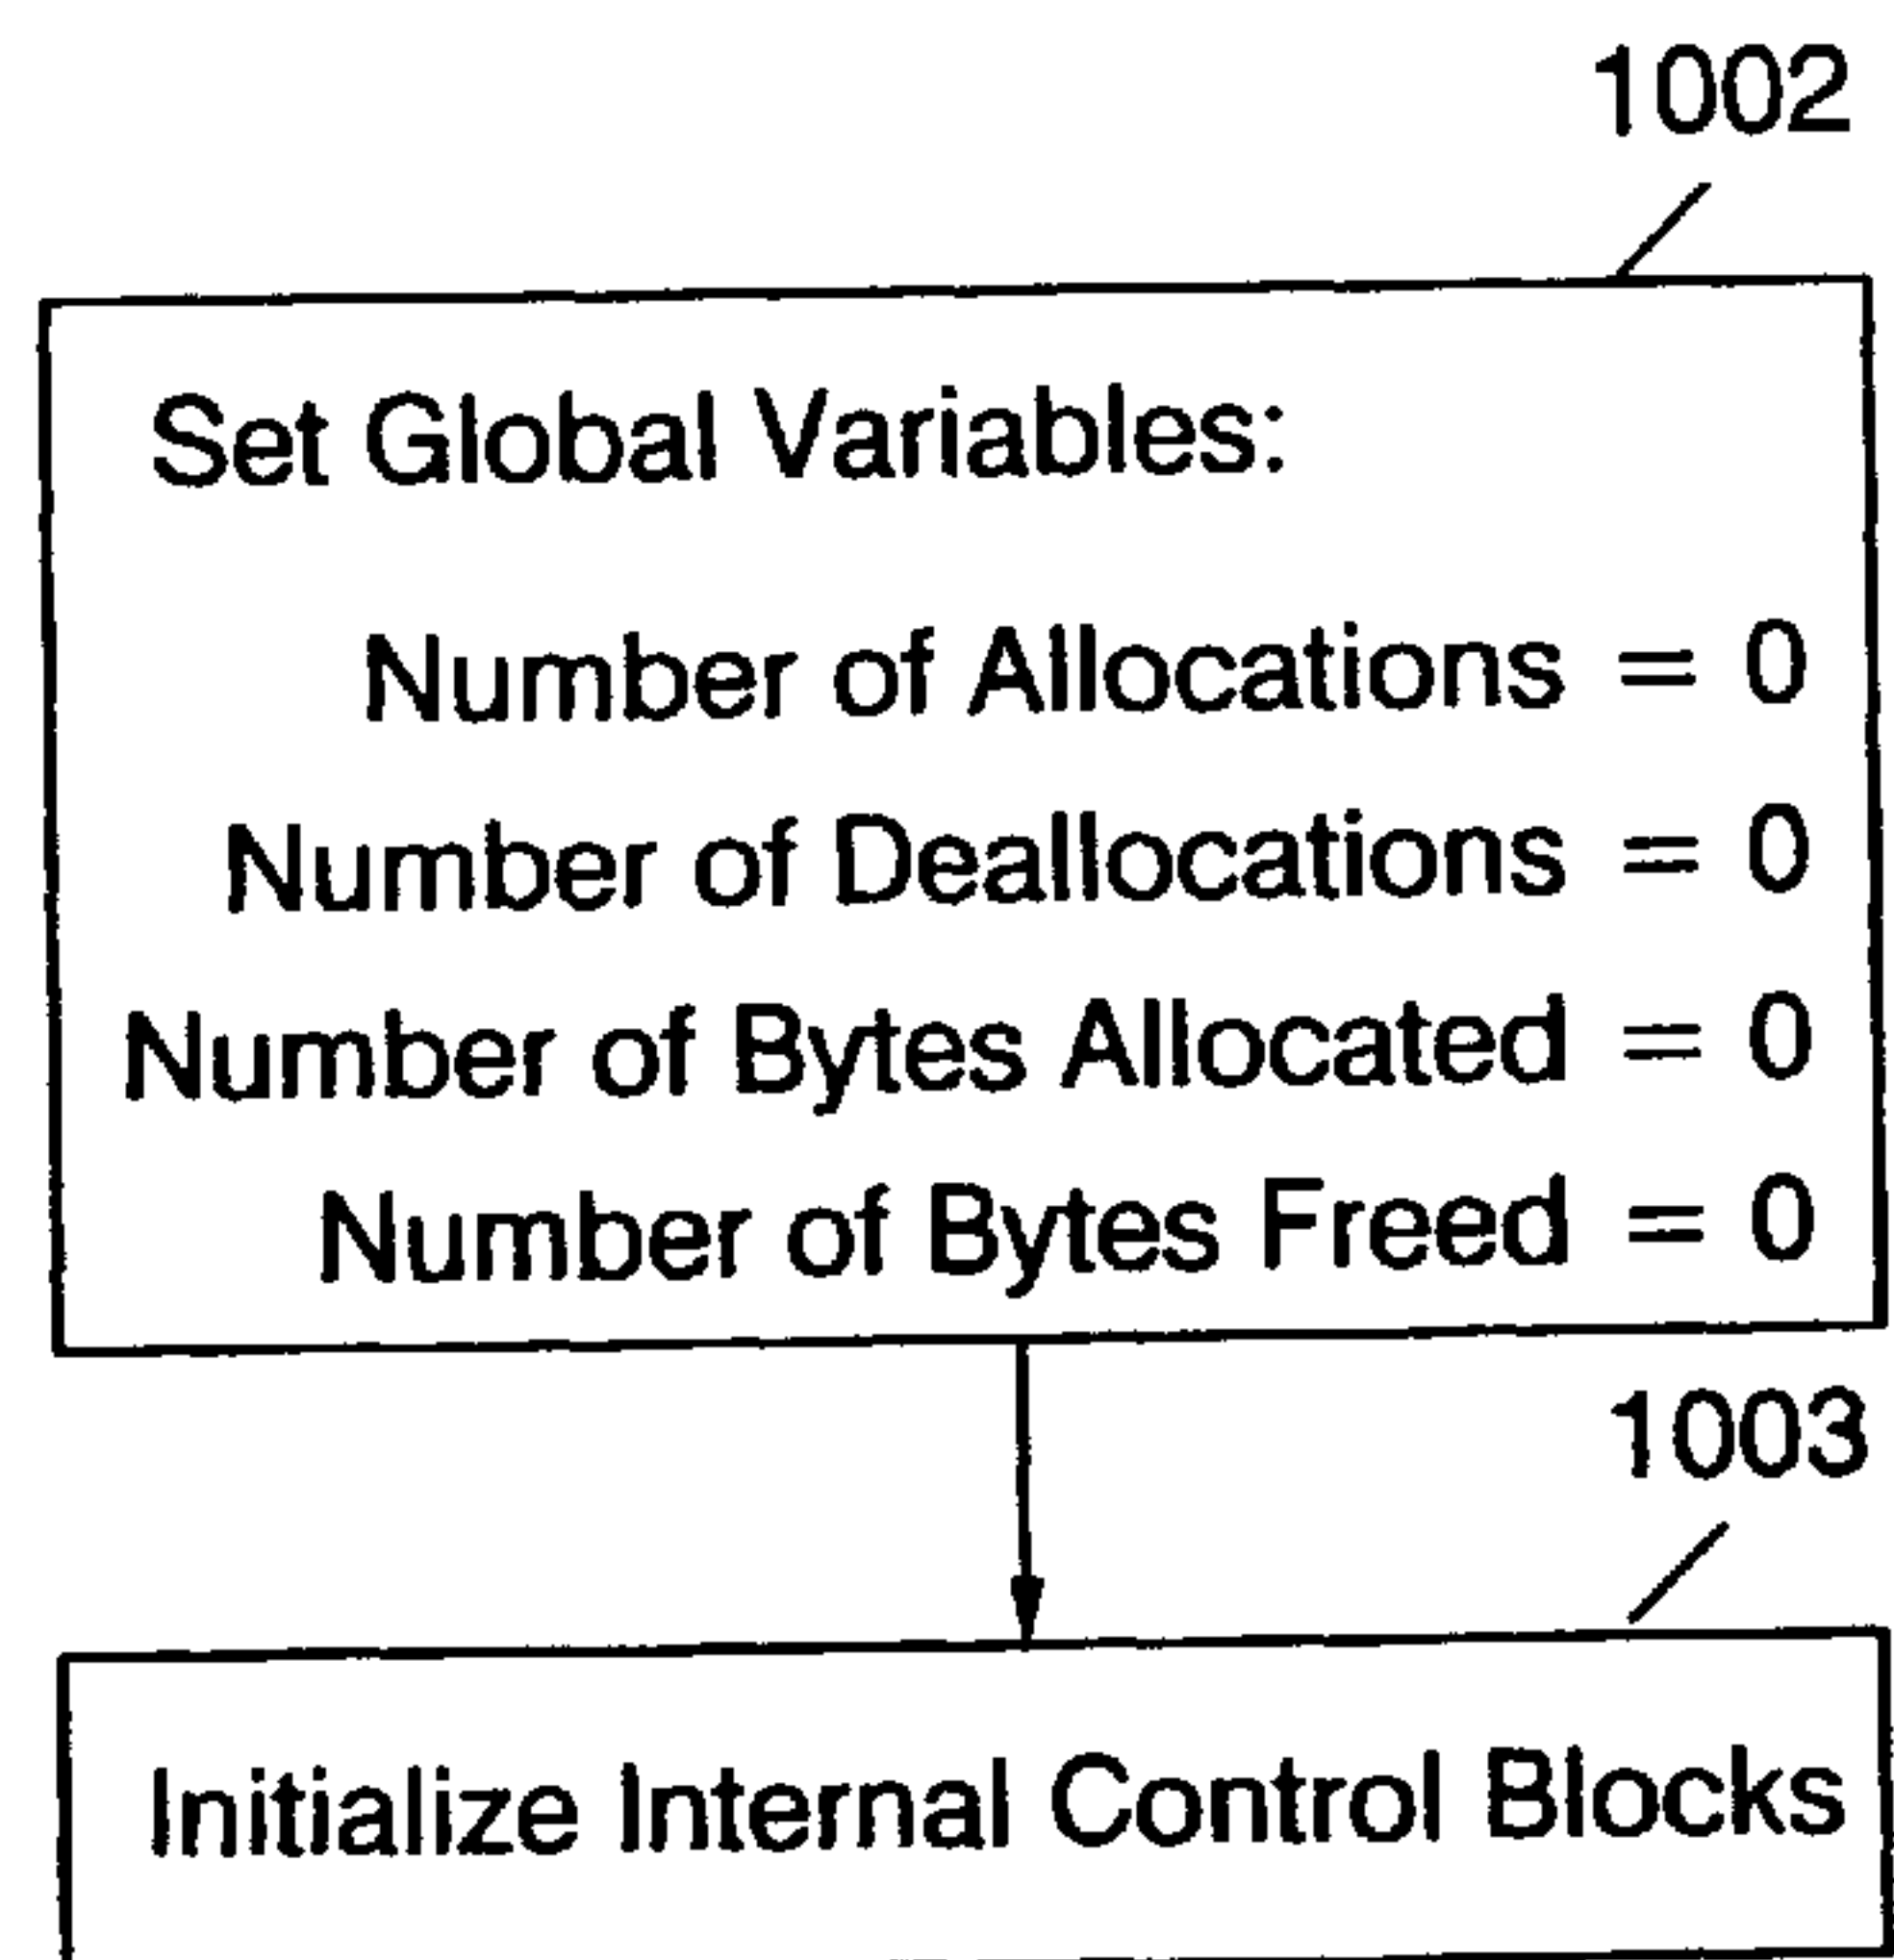 1002
Set Global Variables:
Number of Allocations = 0
Number of Deallocations = 0
Number of Bytes Allocated = 0
Number of Bytes Freed = 0
1003
Initialize Internal Control Blocks